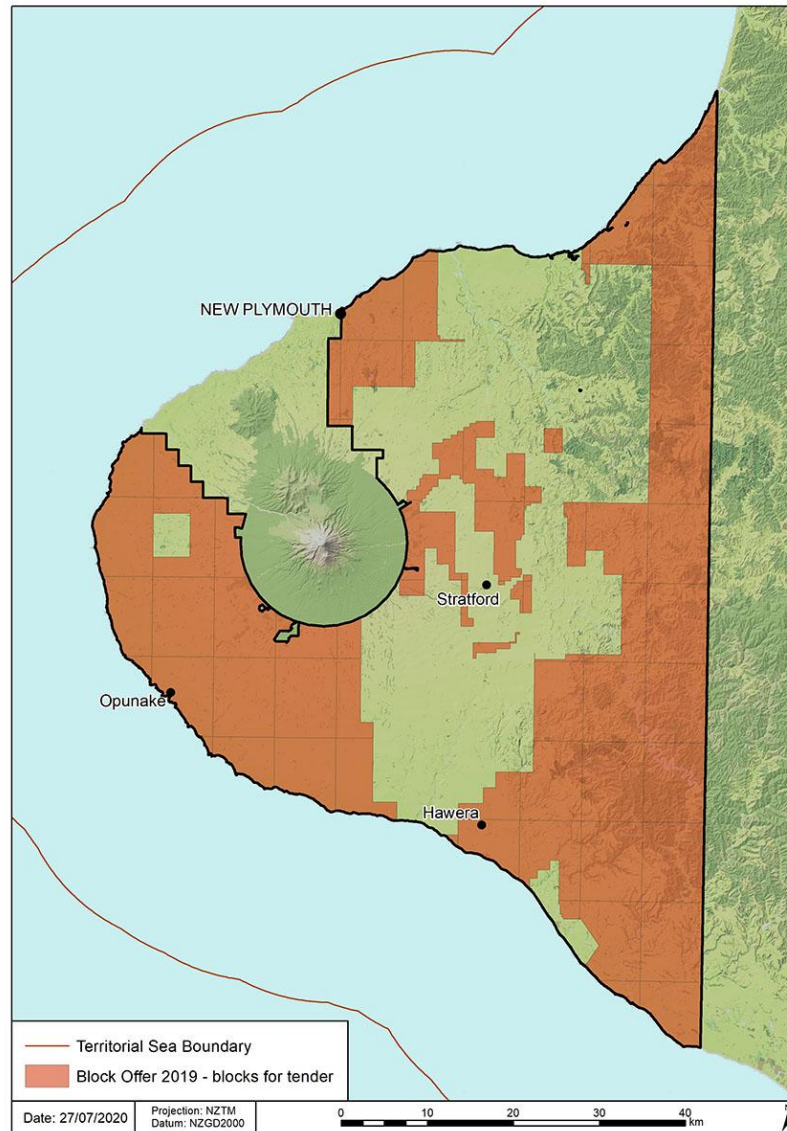 NEW PLYMOUTH
Stratford
Opunake
Hawera
Territorial Sea Boundary
Block Offer 2019 - blocks for tender
Date: 27/07/2020
Projection: NZTM
Datum: NZGD2000
0 10 20 30 40
km